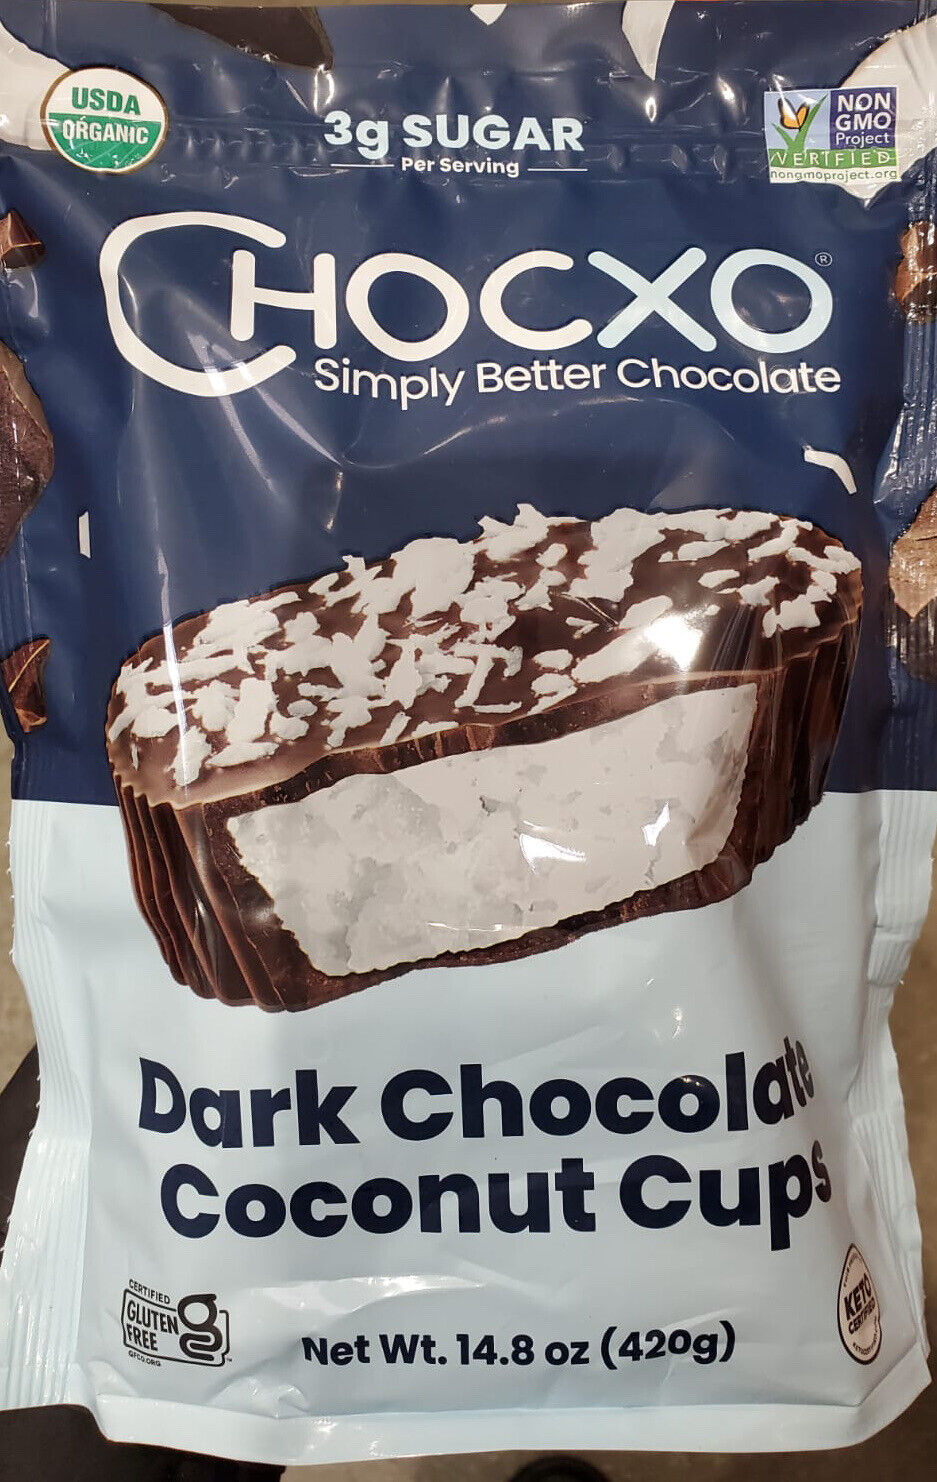 USDA
ORGANIC
3g SUGAR
Per Serving
NON
GMO
Project
VERIFIED
nongmoproject.org
CHOCXO®
Simply Better Chocolate
Dark Chocolate
Coconut Cups
CERTIFIED
GLUTEN
FREE
GFCO.ORG
Net Wt. 14.8 oz (420g)
KETO
CERTIFIED